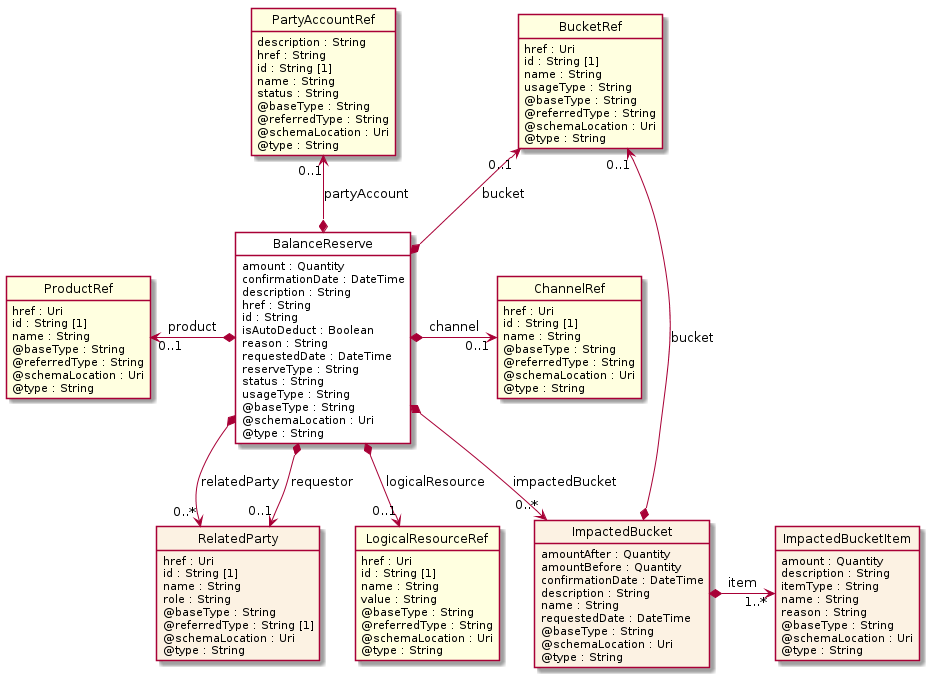 PartyAccountRef
description : String
href : String
id : String [1]
name : String
status : String
@baseType : String
@referredType : String
@schemaLocation : Uri
@type : String
BucketRef
href : Uri
id : String [1]
name : String
usageType : String
@baseType : String
@referredType : String
@schemaLocation : Uri
@type : String
0..1
partyAccount
0..1
bucket
0..1
BalanceReserve
amount : Quantity
confirmationDate : DateTime
description : String
href : String
id : String
isAutoDeduct : Boolean
reason : String
requestedDate : DateTime
reserveType : String
status : String
usageType : String
@baseType : String
@schemaLocation : Uri
@type : String
ProductRef
href : Uri
id : String [1]
name : String
@baseType : String
@referredType : String
@schemaLocation : Uri
@type : String
product
0..1
channel
0..1
ChannelRef
href : Uri
id : String [1]
name : String
@baseType : String
@referredType : String
@schemaLocation : Uri
@type : String
bucket
relatedParty
0..*
requestor
0..1
logicalResource
0..1
impactedBucket
0..*
RelatedParty
href : Uri
id : String [1]
name : String
role : String
@baseType : String
@referredType : String [1]
@schemaLocation : Uri
@type : String
LogicalResourceRef
href : Uri
id : String [1]
name : String
value : String
@baseType : String
@referredType : String
@schemaLocation : Uri
@type : String
ImpactedBucket
amountAfter : Quantity
amountBefore : Quantity
confirmationDate : DateTime
description : String
name : String
requestedDate : DateTime
@baseType : String
@schemaLocation : Uri
@type : String
item
1..*
ImpactedBucketItem
amount : Quantity
description : String
itemType : String
name : String
reason : String
@baseType : String
@schemaLocation : Uri
@type : String